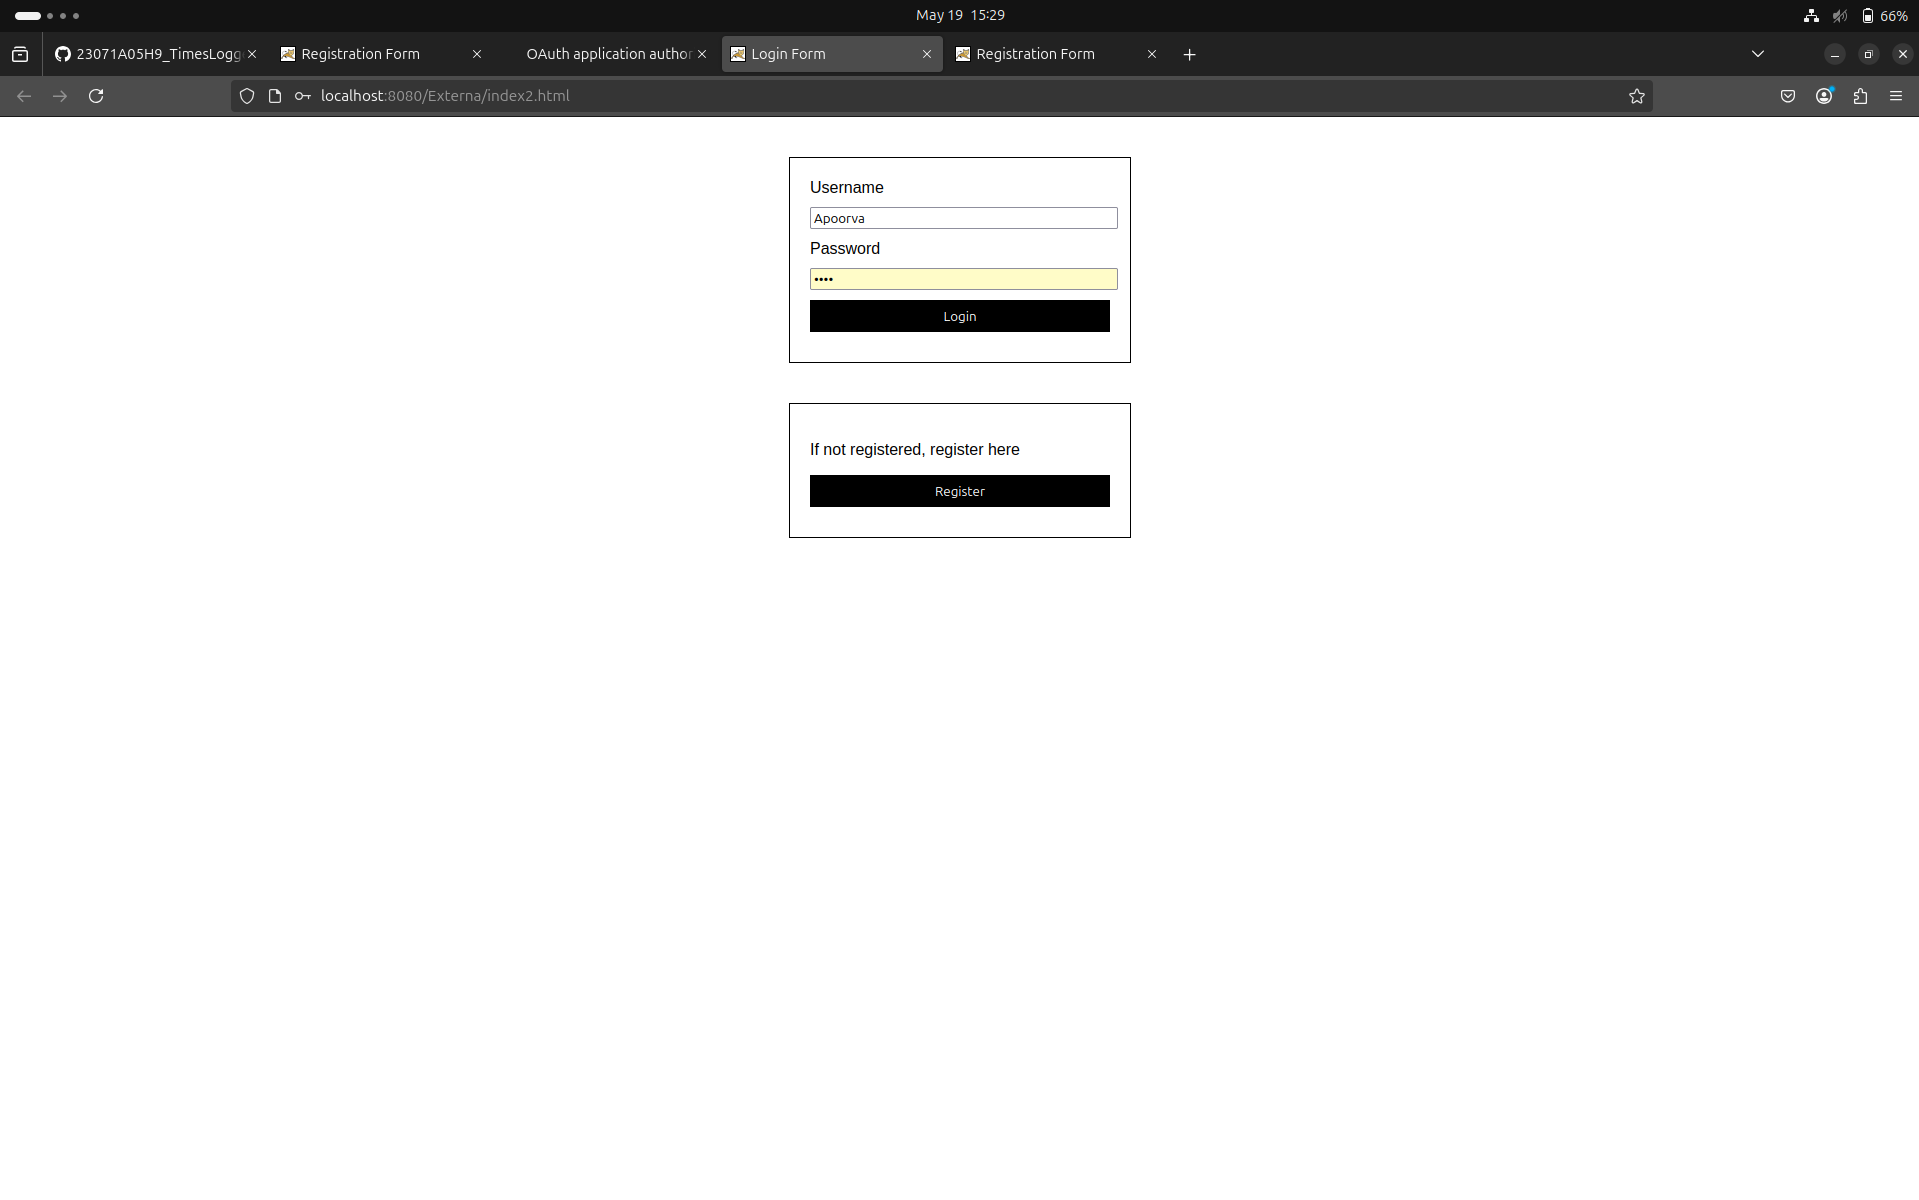 May 19 15:29
66%
23071A05H9_TimesLogg
Registration Form
OAuth application author
Login Form
Registration Form
localhost:8080/Externa/index2.html
Username
Apoorva
Password
••••
Login
If not registered, register here
Register